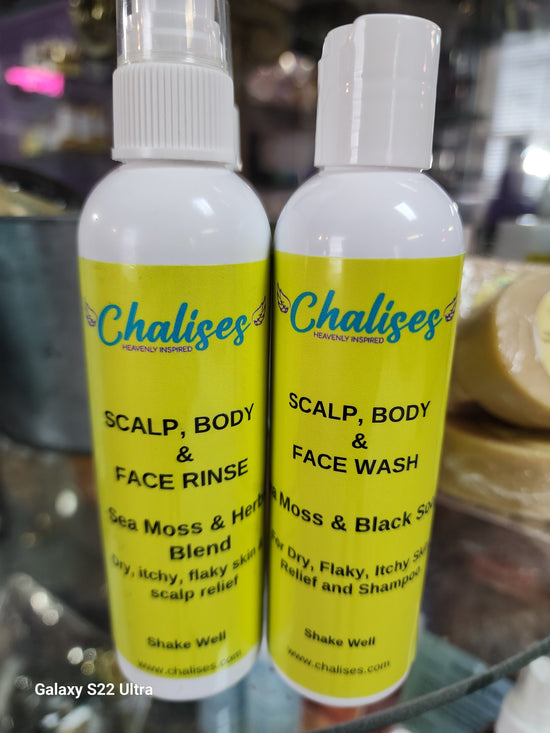 Chalises
HEAVENLY INSPIRED
SCALP, BODY
&
FACE RINSE
Sea Moss & Herb
Blend
Dry, itchy, flaky skin &
scalp relief
Shake Well
www.chalises.com
Chalises
HEAVENLY INSPIRED
SCALP, BODY
&
FACE WASH
Moss & Black
For Dry, Flaky, Itchy
Relief and Shampoo
Shake Well
www.chalises.com
Galaxy S22 Ultra